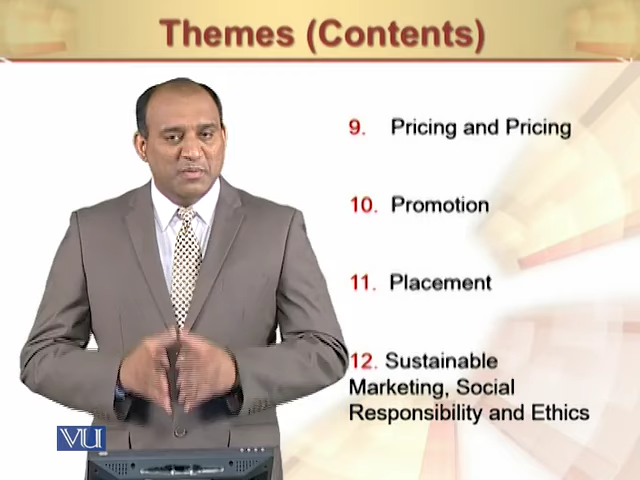 Themes (Contents)
9. Pricing and Pricing
10. Promotion
11. Placement
12. Sustainable
Marketing, Social
Responsibility and Ethics
VU